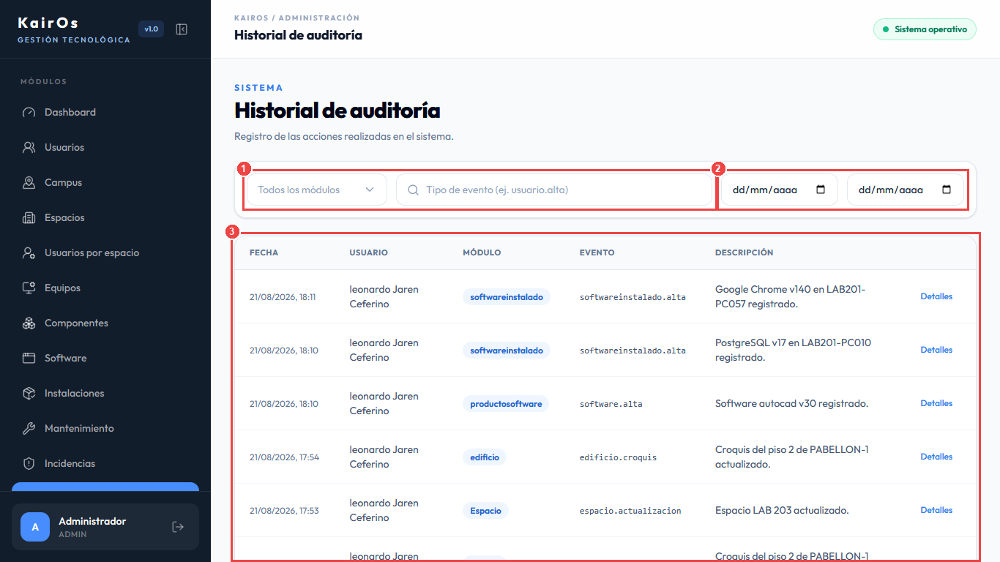 KairOs
GESTIÓN TECNOLÓGICA
v1.0
MÓDULOS
Dashboard
Usuarios
Campus
Espacios
Usuarios por espacio
Equipos
Componentes
Software
Instalaciones
Mantenimiento
Incidencias
A
Administrador
ADMIN
KAIROS / ADMINISTRACIÓN
Historial de auditoría
Sistema operativo
SISTEMA
Historial de auditoría
Registro de las acciones realizadas en el sistema.
1
2
Todos los módulos
Tipo de evento (ej. usuario.alta)
dd/mm/aaaa
dd/mm/aaaa
3
FECHA USUARIO MÓDULO EVENTO DESCRIPCIÓN
21/08/2026, 18:11 leonardo Jaren Ceferino softwareinstalado softwareinstalado.alta Google Chrome v140 en LAB201-PC057 registrado. Detalles
21/08/2026, 18:10 leonardo Jaren Ceferino softwareinstalado softwareinstalado.alta PostgreSQL v17 en LAB201-PC010 registrado. Detalles
21/08/2026, 18:10 leonardo Jaren Ceferino productosoftware software.alta Software autocad v30 registrado. Detalles
21/08/2026, 17:54 leonardo Jaren Ceferino edificio edificio.croquis Croquis del piso 2 de PABELLON-1 actualizado. Detalles
21/08/2026, 17:53 leonardo Jaren Ceferino Espacio espacio.actualizacion Espacio LAB 203 actualizado. Detalles
leonardo Jaren Croquis del piso 2 de PABELLON-1